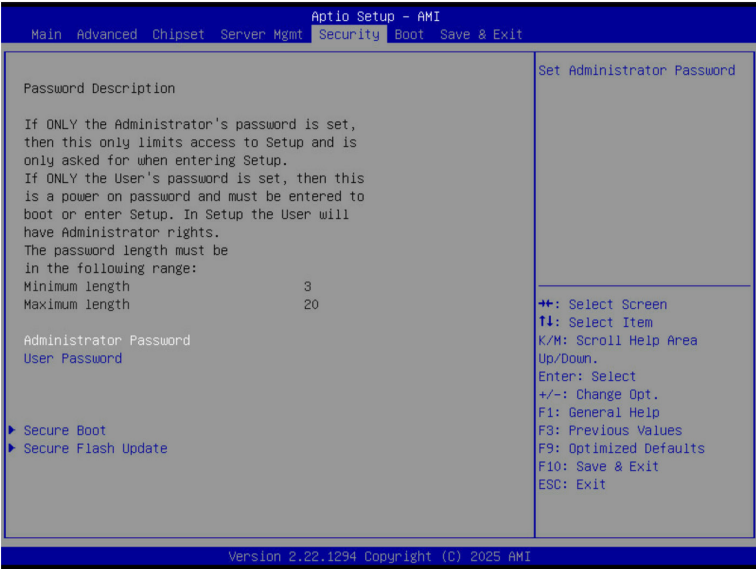 Aptio Setup – AMI
Main Advanced Chipset Server Mgmt Security Boot Save & Exit
Password Description
If ONLY the Administrator's password is set,
then this only limits access to Setup and is
only asked for when entering Setup.
If ONLY the User's password is set, then this
is a power on password and must be entered to
boot or enter Setup. In Setup the User will
have Administrator rights.
The password length must be
in the following range:
Minimum length 3
Maximum length 20
Administrator Password
User Password
Secure Boot
Secure Flash Update
Set Administrator Password
→←: Select Screen
↑↓: Select Item
K/M: Scroll Help Area
Up/Down.
Enter: Select
+/-: Change Opt.
F1: General Help
F3: Previous Values
F9: Optimized Defaults
F10: Save & Exit
ESC: Exit
Version 2.22.1294 Copyright (C) 2025 AMI